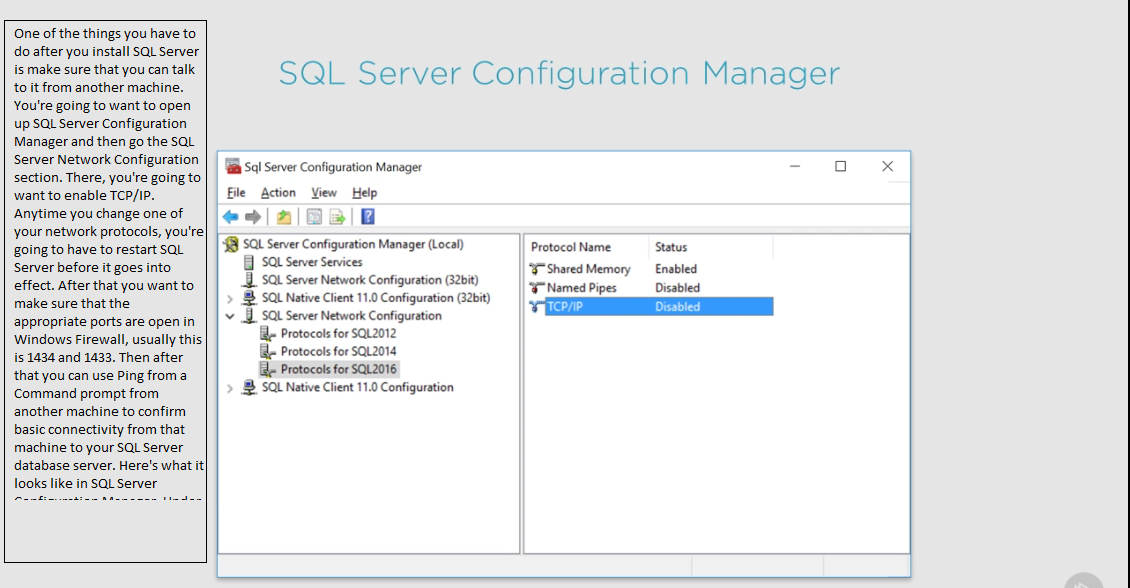 One of the things you have to
do after you install SQL Server
is make sure that you can talk
to it from another machine.
You're going to want to open
up SQL Server Configuration
Manager and then go the SQL
Server Network Configuration
section. There, you're going to
want to enable TCP/IP.
Anytime you change one of
your network protocols, you're
going to have to restart SQL
Server before it goes into
effect. After that you want to
make sure that the
appropriate ports are open in
Windows Firewall, usually this
is 1434 and 1433. Then after
that you can use Ping from a
Command prompt from
another machine to confirm
basic connectivity from that
machine to your SQL Server
database server. Here's what it
looks like in SQL Server
Configuration Manager. Under
SQL Server Configuration Manager
Sql Server Configuration Manager
File Action View Help
SQL Server Configuration Manager (Local)
SQL Server Services
SQL Server Network Configuration (32bit)
SQL Native Client 11.0 Configuration (32bit)
SQL Server Network Configuration
Protocols for SQL2012
Protocols for SQL2014
Protocols for SQL2016
SQL Native Client 11.0 Configuration
Protocol Name Status
Shared Memory Enabled
Named Pipes Disabled
TCP/IP Disabled